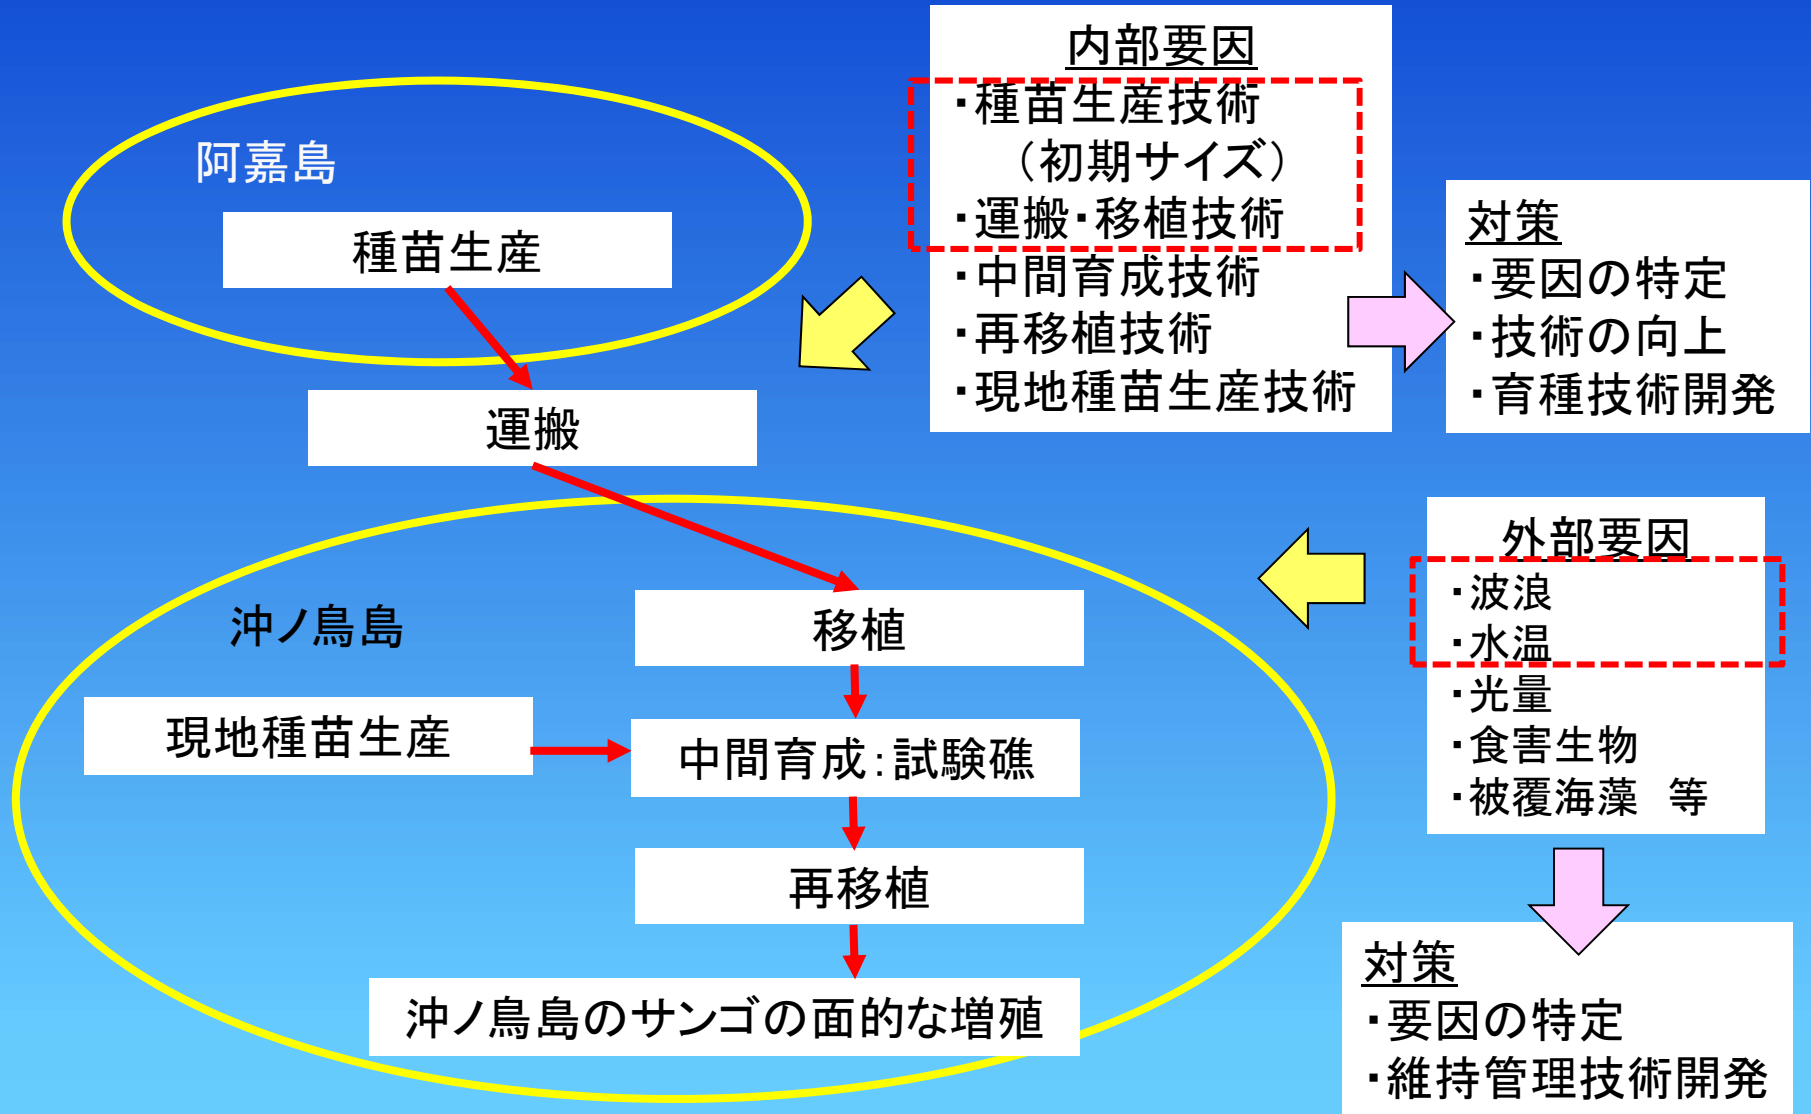 内部要因
・種苗生産技術
（初期サイズ）
・運搬・移植技術
・中間育成技術
・再移植技術
・現地種苗生産技術
対策
・要因の特定
・技術の向上
・育種技術開発
阿嘉島
種苗生産
運搬
沖ノ鳥島
移植
現地種苗生産
中間育成：試験礁
再移植
沖ノ鳥島のサンゴの面的な増殖
外部要因
・波浪
・水温
・光量
・食害生物
・被覆海藻　等
対策
・要因の特定
・維持管理技術開発